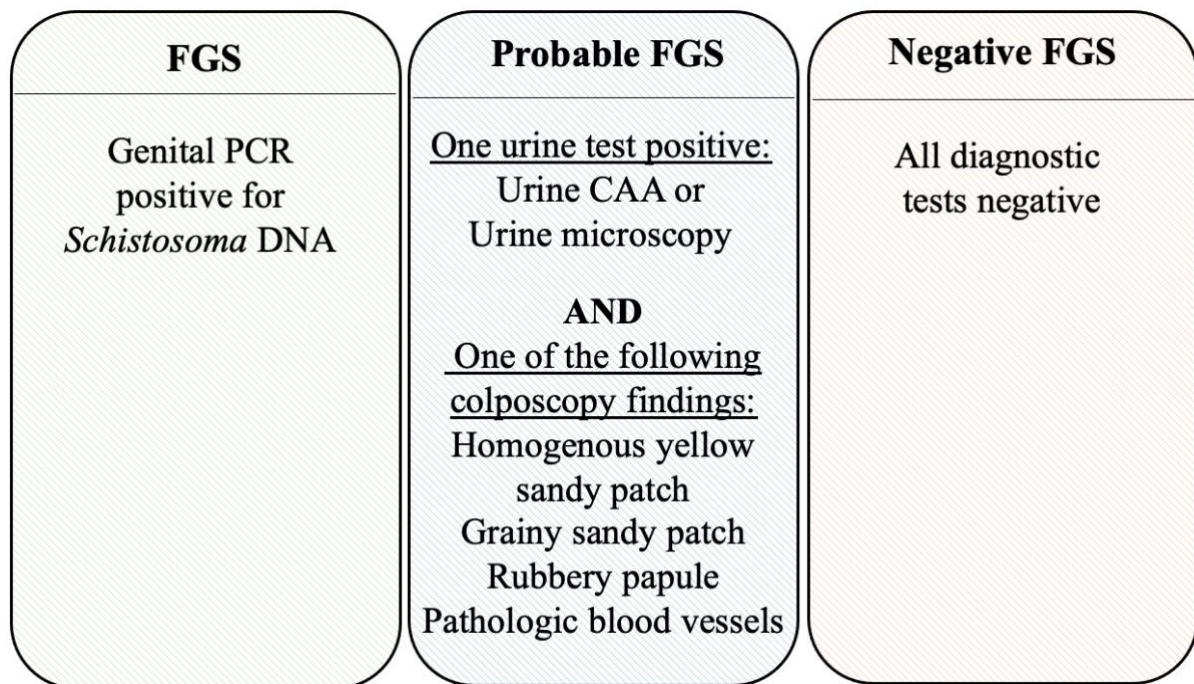 FGS
Genital PCR
positive for
Schistosoma DNA
Probable FGS
One urine test positive:
Urine CAA or
Urine microscopy
AND
One of the following
colposcopy findings:
Homogenous yellow
sandy patch
Grainy sandy patch
Rubbery papule
Pathologic blood vessels
Negative FGS
All diagnostic
tests negative